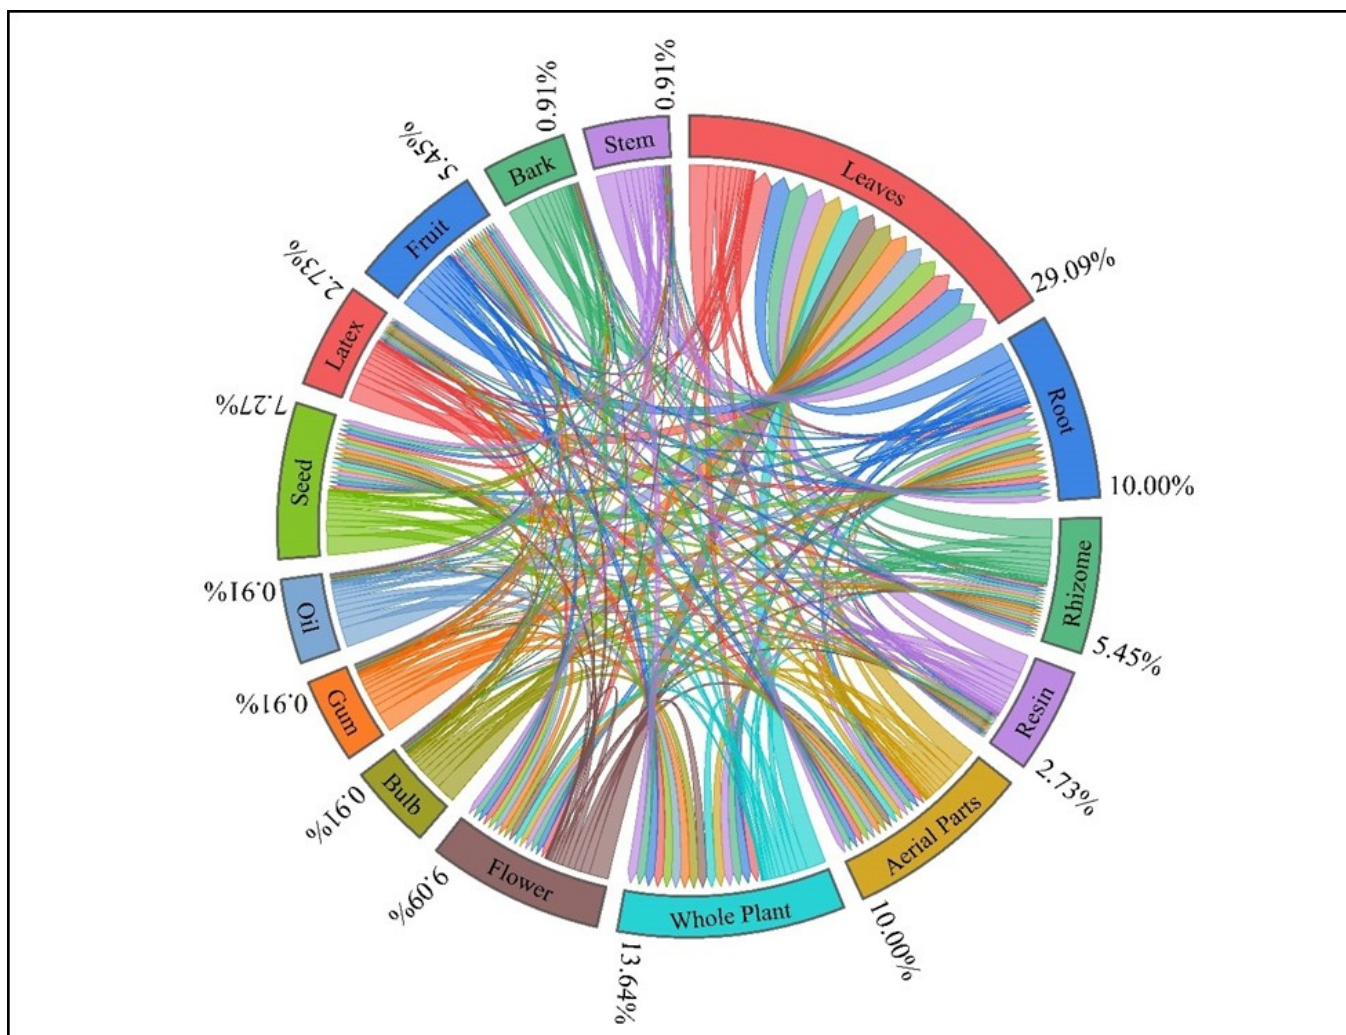 Leaves
29.09%
Root
10.00%
Rhizome
5.45%
Resin
2.73%
Aerial Parts
10.00%
Whole Plant
13.64%
Flower
9.09%
Bulb
0.91%
Gum
0.91%
Oil
0.91%
Seed
7.27%
Latex
2.73%
Fruit
5.45%
Bark
0.91%
Stem
0.91%